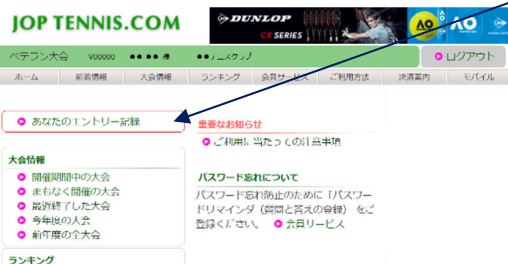 JOP TENNIS.COM
DUNLOP
CX SERIES
AO
ベテラン大会 V00000 ●●●● 様 ●●テニスクラブ ログアウト
ホーム 新着情報 大会情報 ランキング 会員サービス ご利用方法 決済案内 モバイル
あなたのエントリー記録
重要なお知らせ
ご利用に当たっての注意事項
大会情報
開催期間中の大会
まもなく開催の大会
最近終了した大会
今年度の大会
前年度の全大会
パスワード忘れについて
パスワード忘れ防止のために「パスワー
ドリマインダ（質問と答えの登録） をご
登録ください。 会員サービス
ランキング